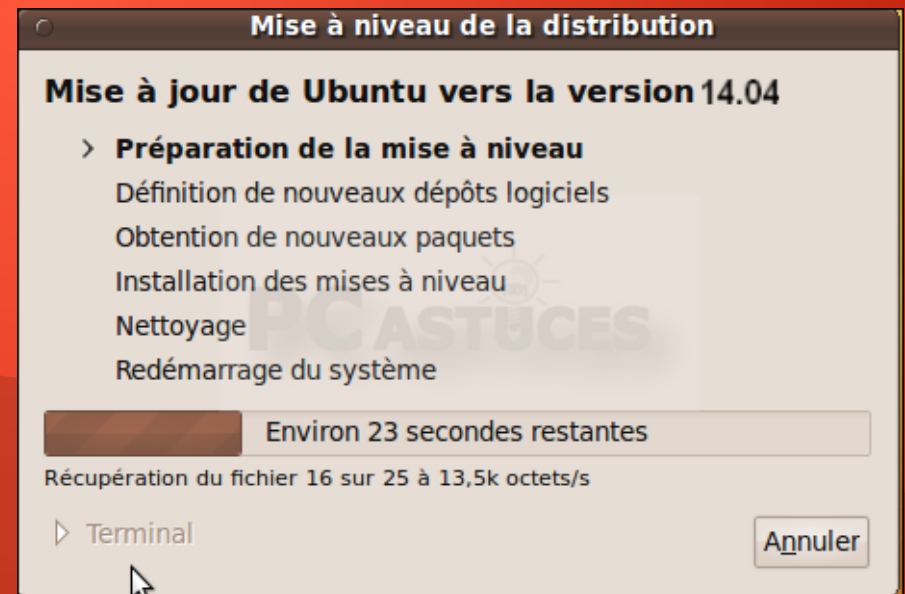 Mise à niveau de la distribution
Mise à jour de Ubuntu vers la version 14.04
> Préparation de la mise à niveau
Définition de nouveaux dépôts logiciels
Obtention de nouveaux paquets
Installation des mises à niveau
Nettoyage
PC ASTUCES
Redémarrage du système
Environ 23 secondes restantes
Récupération du fichier 16 sur 25 à 13,5k octets/s
Terminal
Annuler